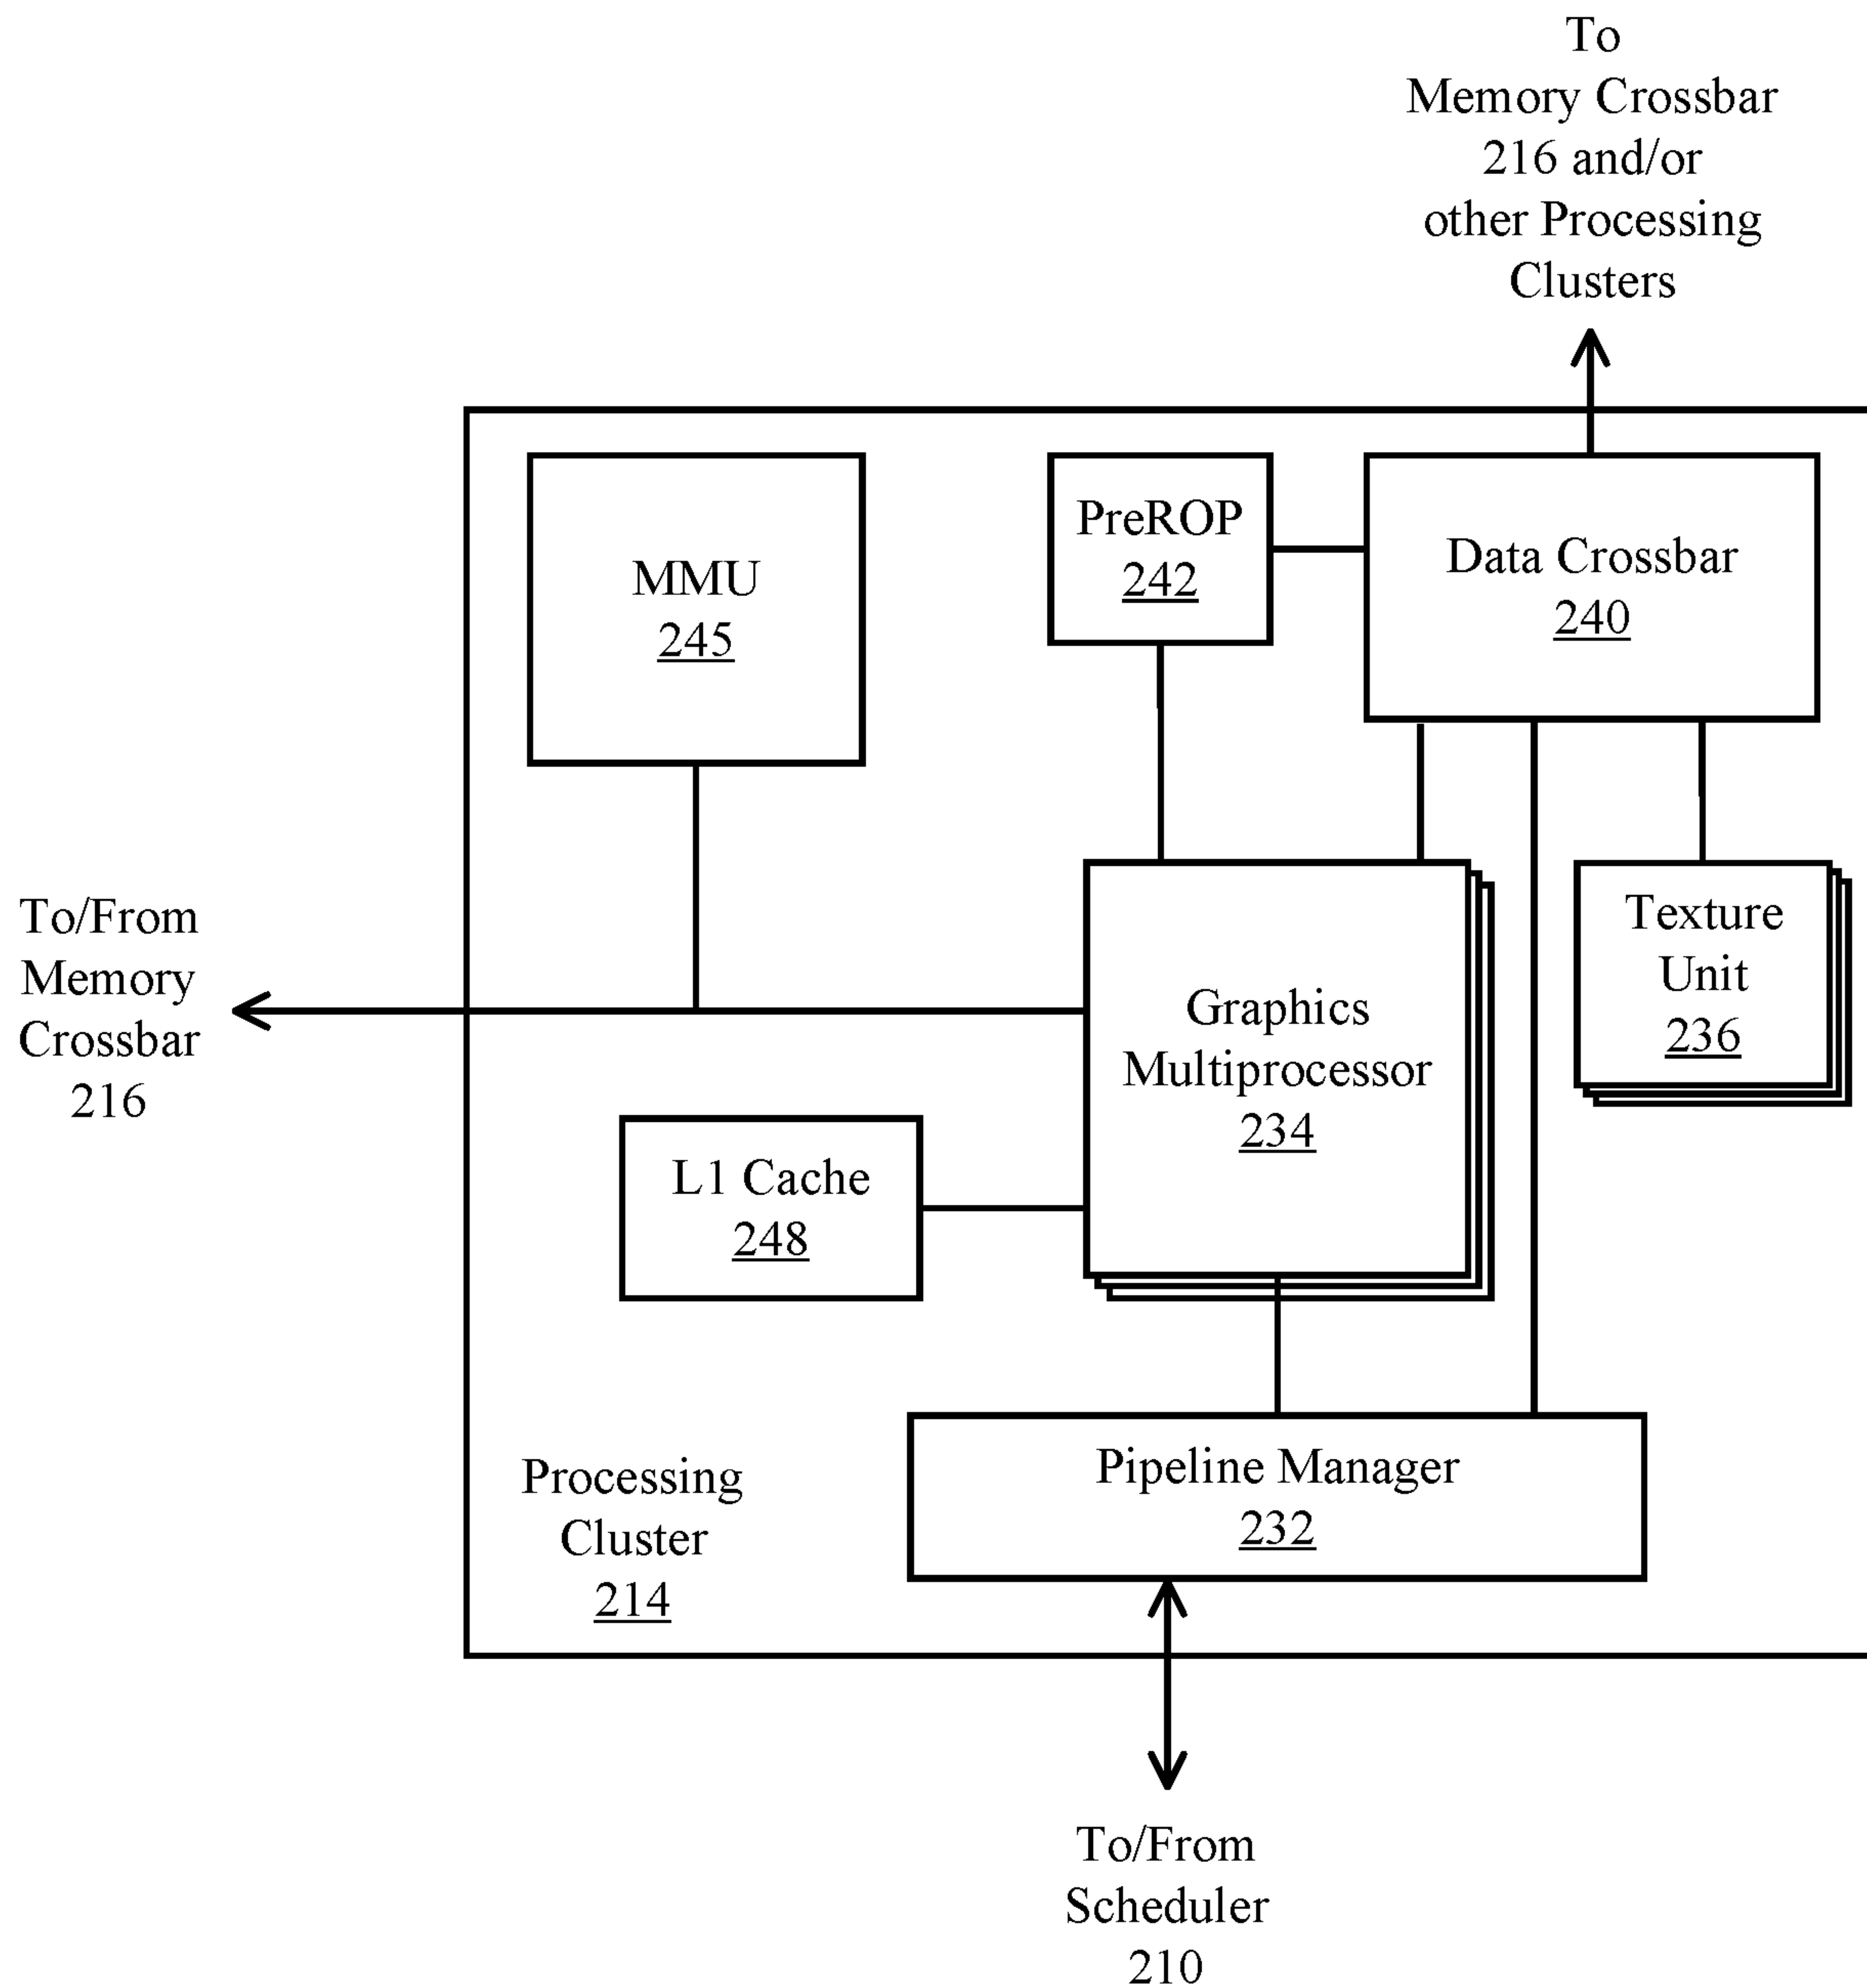 To
Memory Crossbar
216 and/or
other Processing
Clusters
MMU
245
PreROP
242
Data Crossbar
240
To/From
Memory
Crossbar
216
Graphics
Multiprocessor
234
Texture
Unit
236
L1 Cache
248
Processing
Cluster
214
Pipeline Manager
232
To/From
Scheduler
210